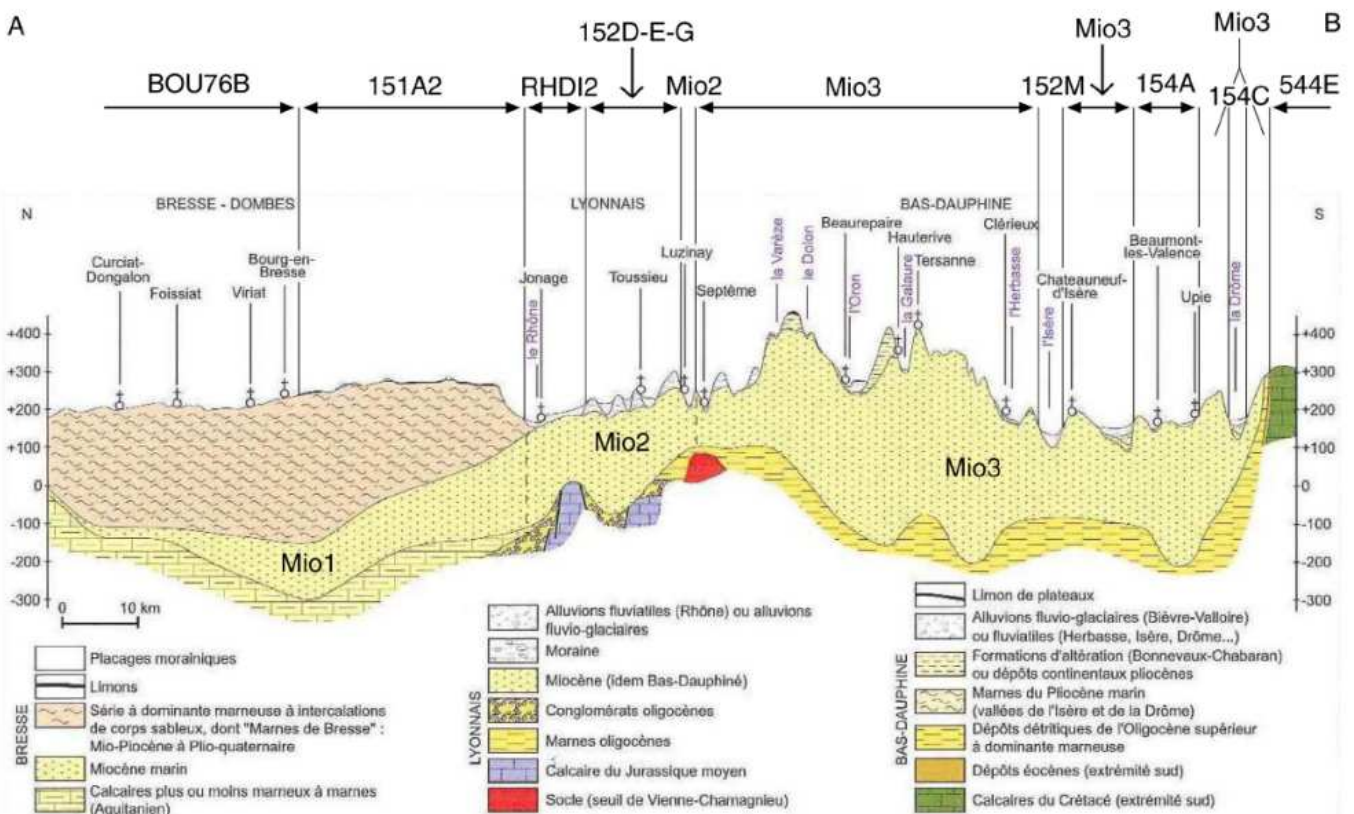 A
152D-E-G
Mio3
Mio3
B
BOU76B
151A2
RHDI2
Mio2
Mio3
152M
154A
154C
544E
N
BRESSE - DOMBES
LYONNAIS
BAS-DAUPHINE
S
Curciat-
Dongalon
Foissiat
Viriat
Bourg-en-
Bresse
le Rhône
Jonage
Toussieu
Luzinay
Septème
la Varèze
le Dolon
Beaurepaire
l'Oron
Hauterive
la Galaure
Tersanne
Clérieux
l'Herbasse
l'Isère
Chateauneuf-
d'Isère
Beaumont-
les-Valence
Upie
la Drôme
+400
+300
+200
+100
0
-100
-200
-300
+400
+300
+200
+100
0
-100
-200
-300
Mio1
Mio2
Mio3
0 10 km
BRESSE
Placages morainiques
Limons
Série à dominante marneuse à intercalations
de corps sableux, dont "Marnes de Bresse" :
Mio-Plocène à Plio-quaternaire
Miocène marin
Calcaires plus ou moins marneux à marnes
(Aquitanien)
LYONNAIS
Alluvions fluviatiles (Rhône) ou alluvions
fluvio-glaciaires
Moraine
Miocène (idem Bas-Dauphiné)
Conglomérats oligocènes
Marnes oligocènes
Calcaire du Jurassique moyen
Socle (seuil de Vienne-Chamagnieu)
BAS-DAUPHINE
Limon de plateaux
Alluvions fluvio-glaciaires (Bièvre-Valloire)
ou fluviatiles (Herbasse, Isère, Drôme...)
Formations d'altération (Bonnevaux-Chabaran)
ou dépôts continentaux pliocènes
Marnes du Pliocène marin
(vallées de l'Isère et de la Drôme)
Dépôts détritiques de l'Oligocène supérieur
à dominante marneuse
Dépôts éocènes (extrémité sud)
Calcaires du Crétacé (extrémité sud)